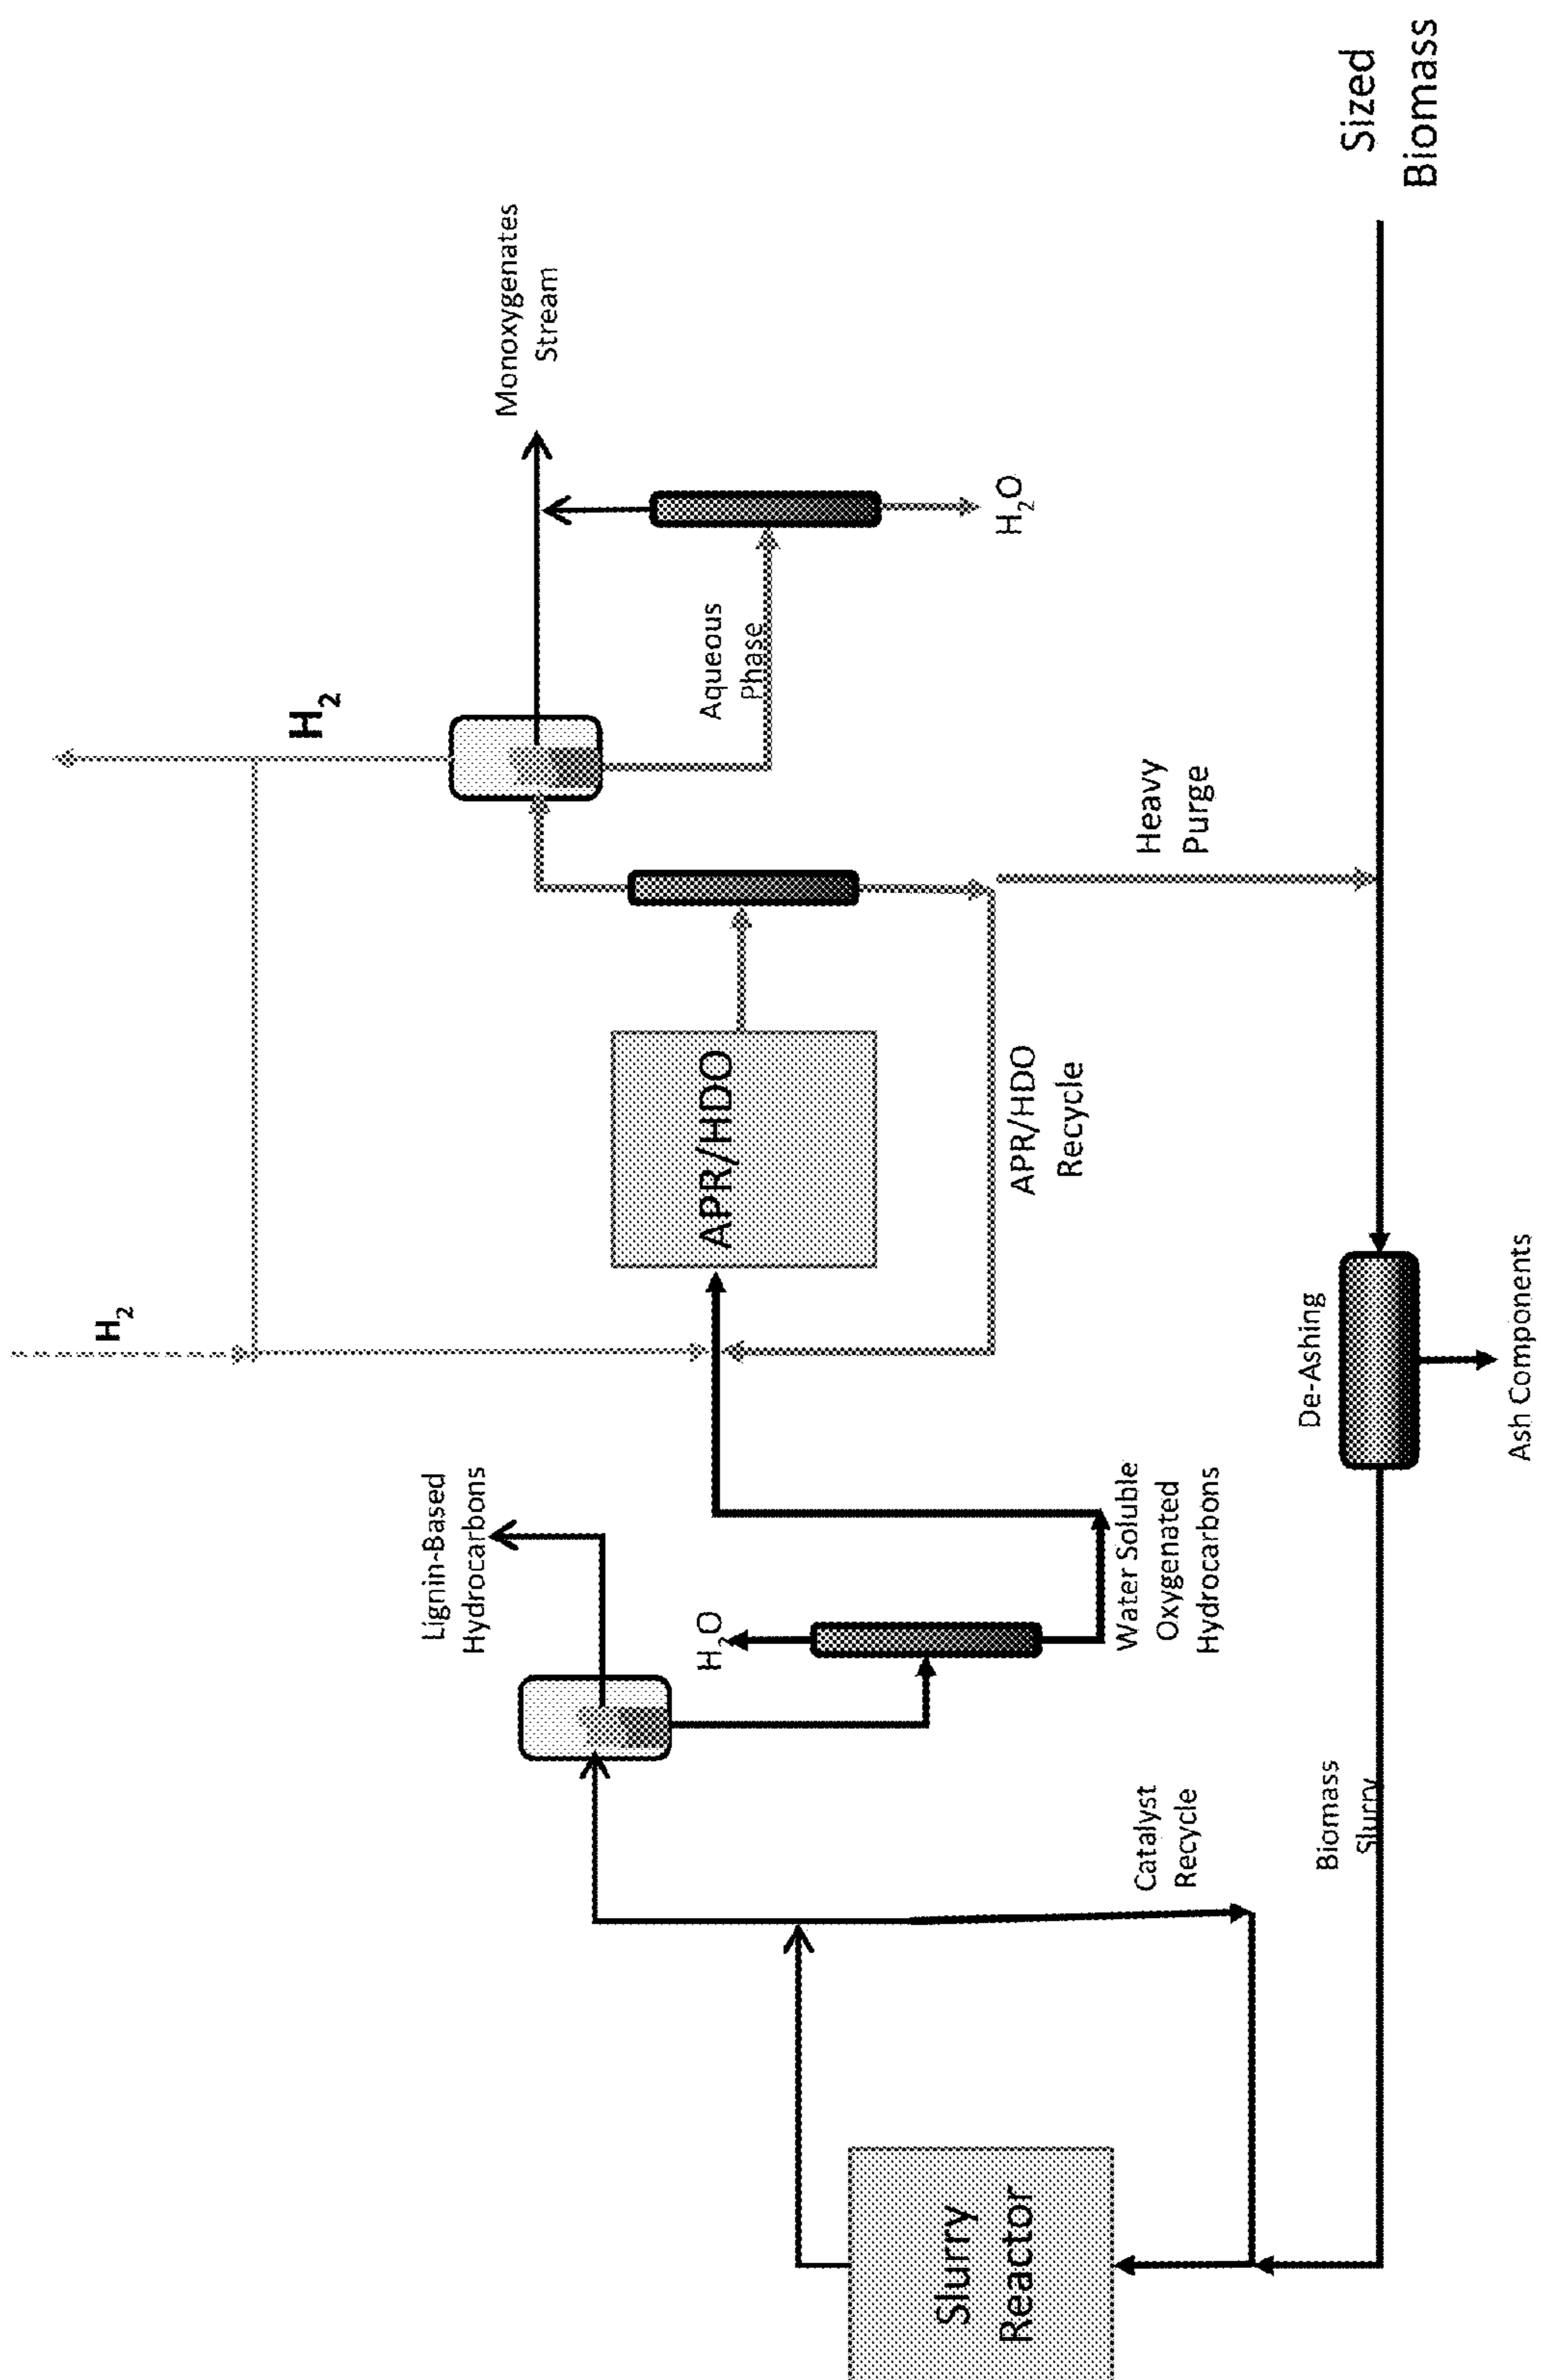 H2
H2
Monoxygenates
Stream
Lignin-Based
Hydrocarbons
H2O
APR/HDO
Aqueous
Phase
H2O
Water Soluble
Oxygenated
Hydrocarbons
APR/HDO
Recycle
Heavy
Purge
Slurry
Reactor
Catalyst
Recycle
Biomass
Slurry
De-Ashing
Ash Components
Sized
Biomass